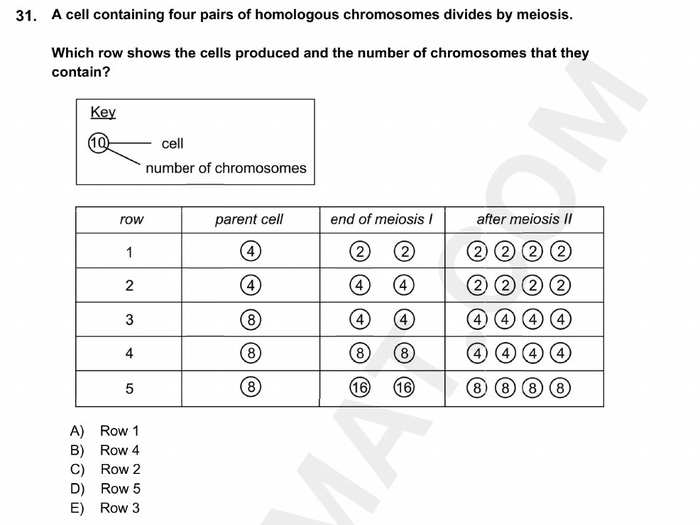 31. A cell containing four pairs of homologous chromosomes divides by meiosis.
Which row shows the cells produced and the number of chromosomes that they
contain?
Key
10 cell
number of chromosomes
row parent cell end of meiosis I after meiosis II
1 4 2 2 2 2 2 2
2 4 4 4 2 2 2 2
3 8 4 4 4 4 4 4
4 8 8 8 4 4 4 4
5 8 16 16 8 8 8 8
A) Row 1
B) Row 4
C) Row 2
D) Row 5
E) Row 3
MAT.COM